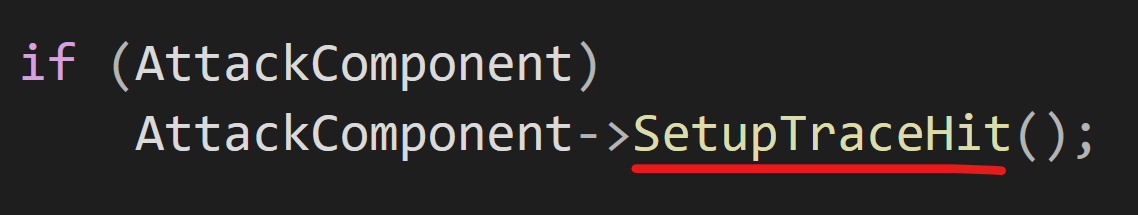 if (AttackComponent)
AttackComponent->SetupTraceHit();